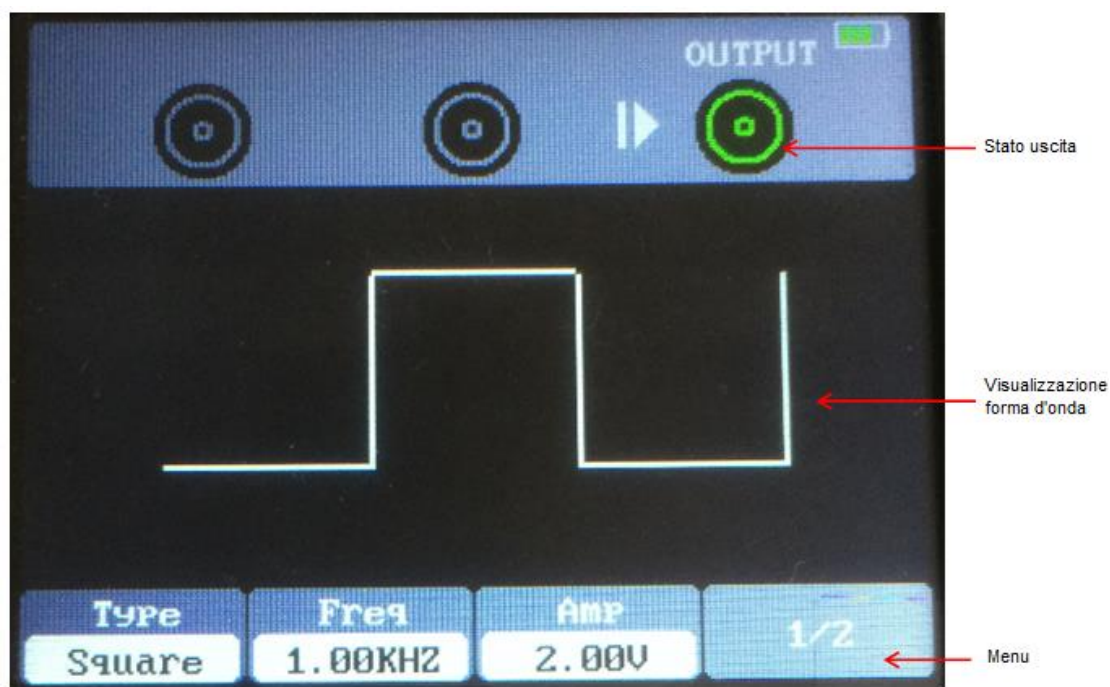 OUTPUT
Stato uscita
Visualizzazione
forma d'onda
Type
Freq
Amp
1/2
Square
1.00KHZ
2.00V
Menu